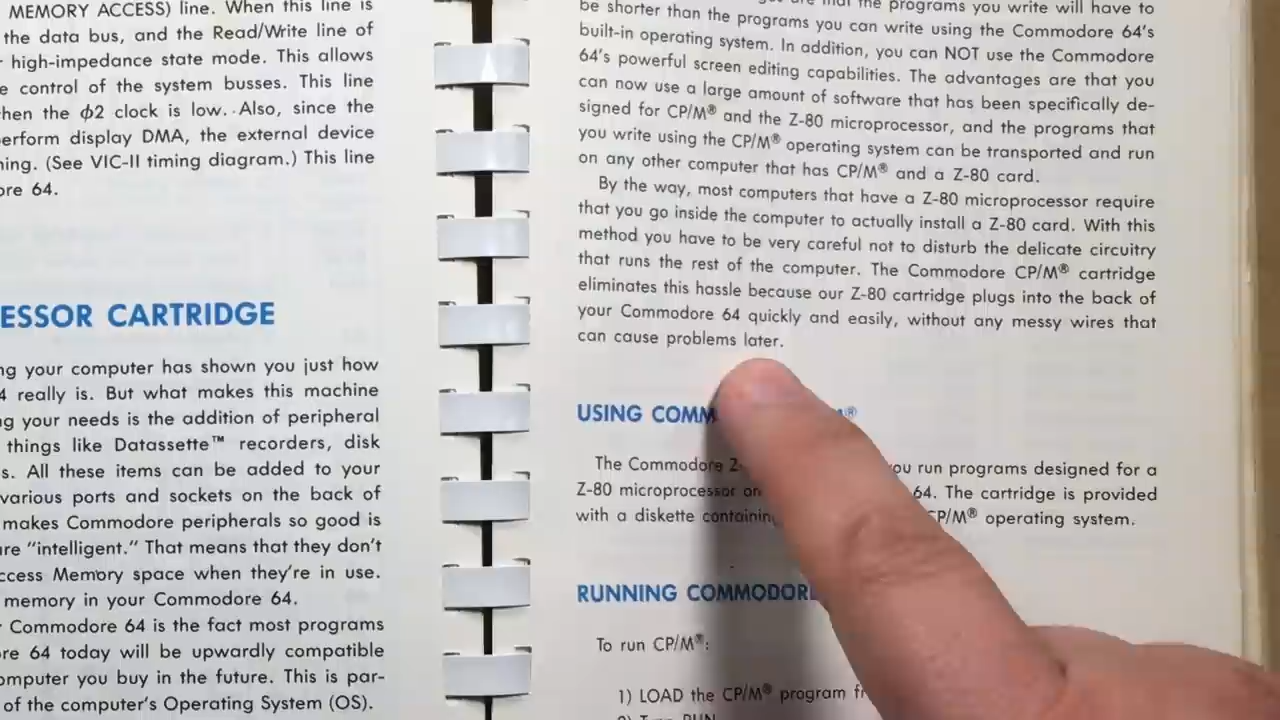 MEMORY ACCESS) line. When this line is
the data bus, and the Read/Write line of
high-impedance state mode. This allows
e control of the system busses. This line
hen the ϕ2 clock is low. Also, since the
erform display DMA, the external device
ning. (See VIC-II timing diagram.) This line
ore 64.
ESSOR CARTRIDGE
ng your computer has shown you just how
4 really is. But what makes this machine
ng your needs is the addition of peripheral
things like Datassette™ recorders, disk
s. All these items can be added to your
various ports and sockets on the back of
makes Commodore peripherals so good is
are "intelligent." That means that they don't
ccess Memory space when they're in use.
memory in your Commodore 64.
Commodore 64 is the fact most programs
ore 64 today will be upwardly compatible
omputer you buy in the future. This is par-
of the computer's Operating System (OS).
the programs you write will have to
be shorter than the programs you can write using the Commodore 64's
built-in operating system. In addition, you can NOT use the Commodore
64's powerful screen editing capabilities. The advantages are that you
can now use a large amount of software that has been specifically de-
signed for CP/M® and the Z-80 microprocessor, and the programs that
you write using the CP/M® operating system can be transported and run
on any other computer that has CP/M® and a Z-80 card.
By the way, most computers that have a Z-80 microprocessor require
that you go inside the computer to actually install a Z-80 card. With this
method you have to be very careful not to disturb the delicate circuitry
that runs the rest of the computer. The Commodore CP/M® cartridge
eliminates this hassle because our Z-80 cartridge plugs into the back of
your Commodore 64 quickly and easily, without any messy wires that
can cause problems later.
USING COMM ®
The Commodore Z- ou run programs designed for a
Z-80 microprocessor on 64. The cartridge is provided
with a diskette containing CP/M® operating system.
RUNNING COMMODOR
To run CP/M®:
1) LOAD the CP/M® program fr
2) Type RUN